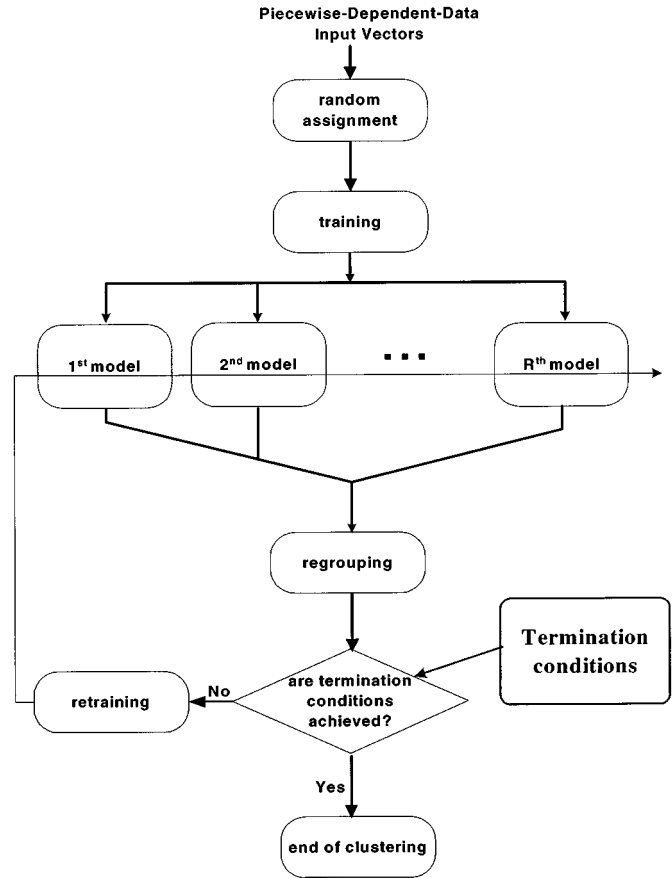 Piecewise-Dependent-Data
Input Vectors
random
assignment
training
1st model
2nd model
...
Rth model
regrouping
Termination
conditions
are termination
conditions
achieved?
No
retraining
Yes
end of clustering